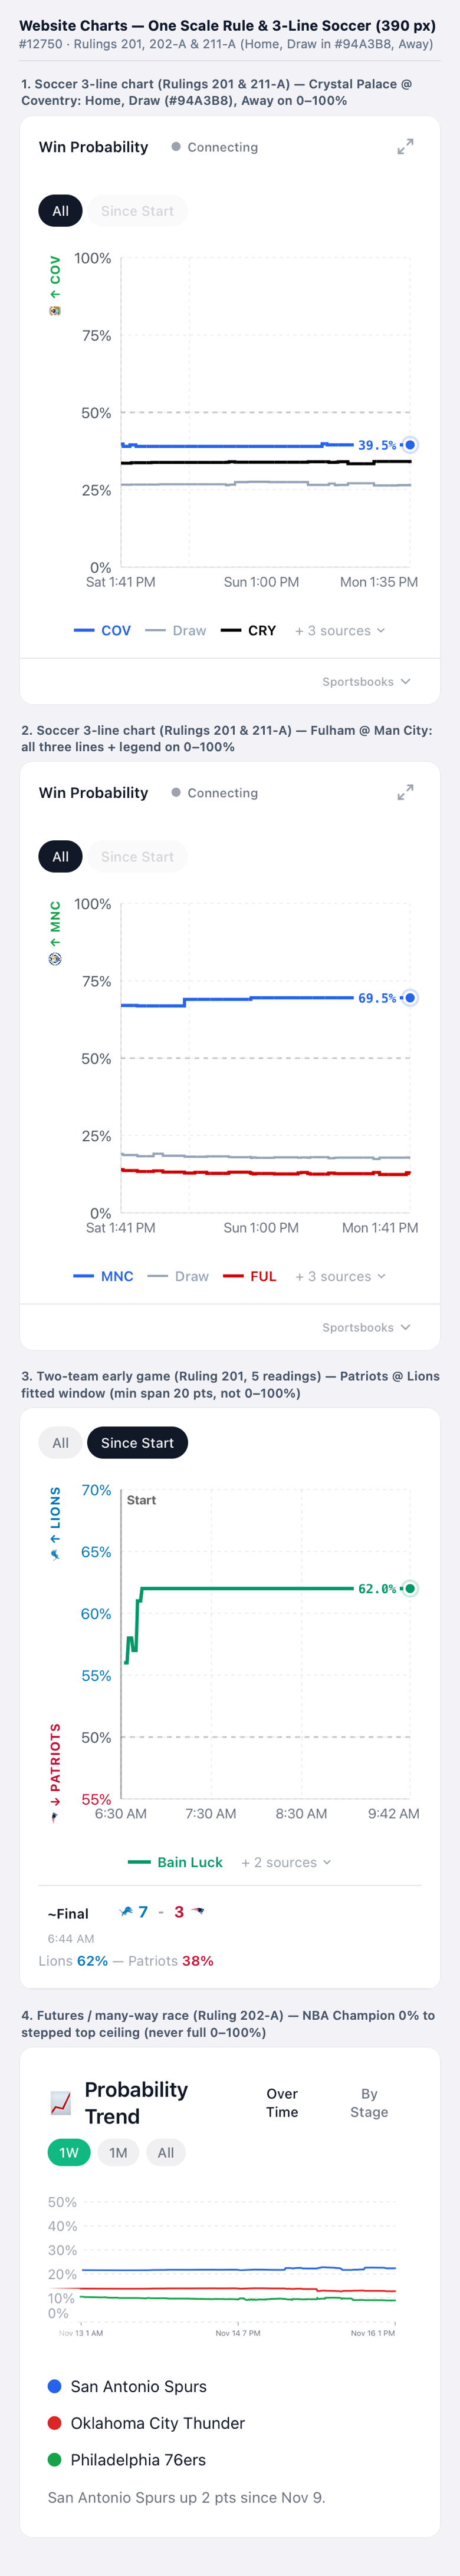 Website Charts — One Scale Rule & 3-Line Soccer (390 px)
#12750 · Rulings 201, 202-A & 211-A (Home, Draw in #94A3B8, Away)
1. Soccer 3-line chart (Rulings 201 & 211-A) — Crystal Palace @
Coventry: Home, Draw (#94A3B8), Away on 0–100%
Win Probability
Connecting
All
Since Start
↑ COV
100%
75%
50%
39.5%
25%
0%
Sat 1:41 PM
Sun 1:00 PM
Mon 1:35 PM
COV
Draw
CRY
+ 3 sources
Sportsbooks
2. Soccer 3-line chart (Rulings 201 & 211-A) — Fulham @ Man City:
all three lines + legend on 0–100%
Win Probability
Connecting
All
Since Start
↑ MNC
100%
75%
69.5%
50%
25%
0%
Sat 1:41 PM
Sun 1:00 PM
Mon 1:41 PM
MNC
Draw
FUL
+ 3 sources
Sportsbooks
3. Two-team early game (Ruling 201, 5 readings) — Patriots @ Lions
fitted window (min span 20 pts, not 0–100%)
All
Since Start
↑ LIONS
70%
Start
65%
62.0%
60%
55%
50%
↓ PATRIOTS
55%
6:30 AM
7:30 AM
8:30 AM
9:42 AM
Bain Luck
+ 2 sources
~Final
7 - 3
6:44 AM
Lions 62% — Patriots 38%
4. Futures / many-way race (Ruling 202-A) — NBA Champion 0% to
stepped top ceiling (never full 0–100%)
Probability
Trend
Over
Time
By
Stage
1W
1M
All
50%
40%
30%
20%
10%
0%
Nov 13 1 AM
Nov 14 7 PM
Nov 16 1 PM
San Antonio Spurs
Oklahoma City Thunder
Philadelphia 76ers
San Antonio Spurs up 2 pts since Nov 9.